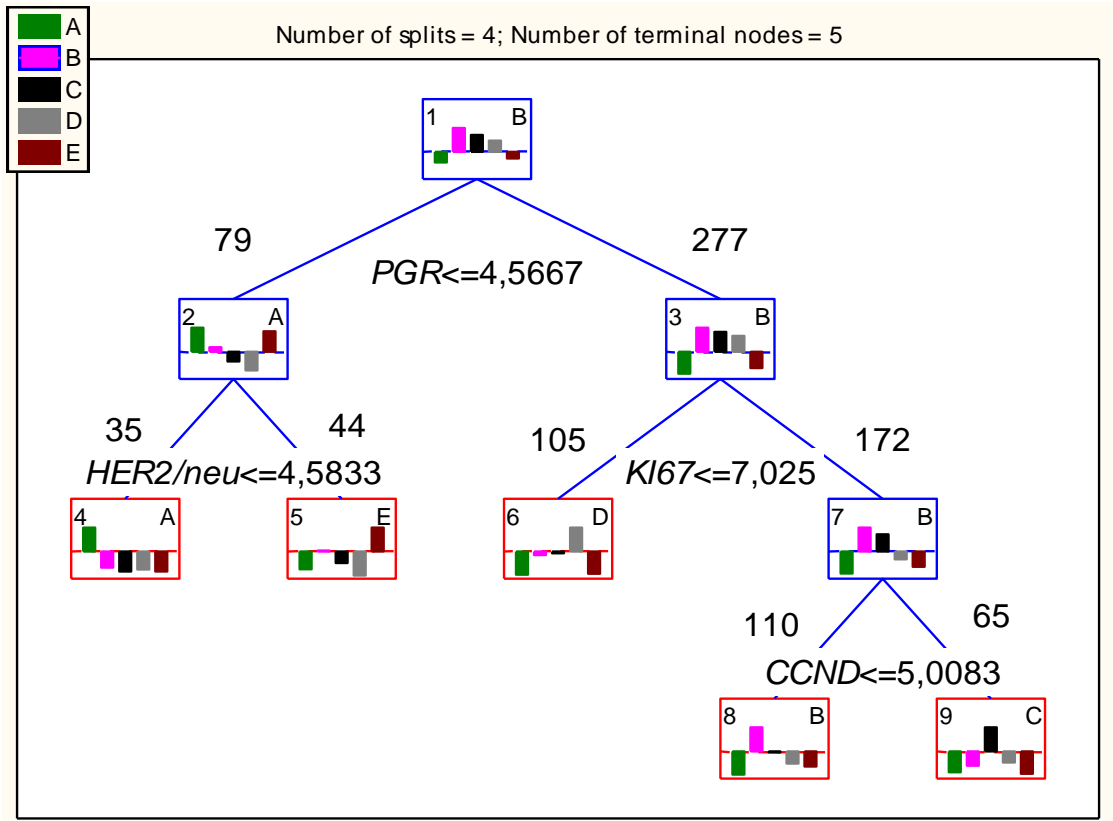 A
B
C
D
E
Number of splits = 4; Number of terminal nodes = 5
1 B
79 277
PGR<=4,5667
2 A
3 B
35 44
105 172
HER2/neu<=4,5833
KI67<=7,025
4 A
5 E
6 D
7 B
110 65
CCND<=5,0083
8 B
9 C